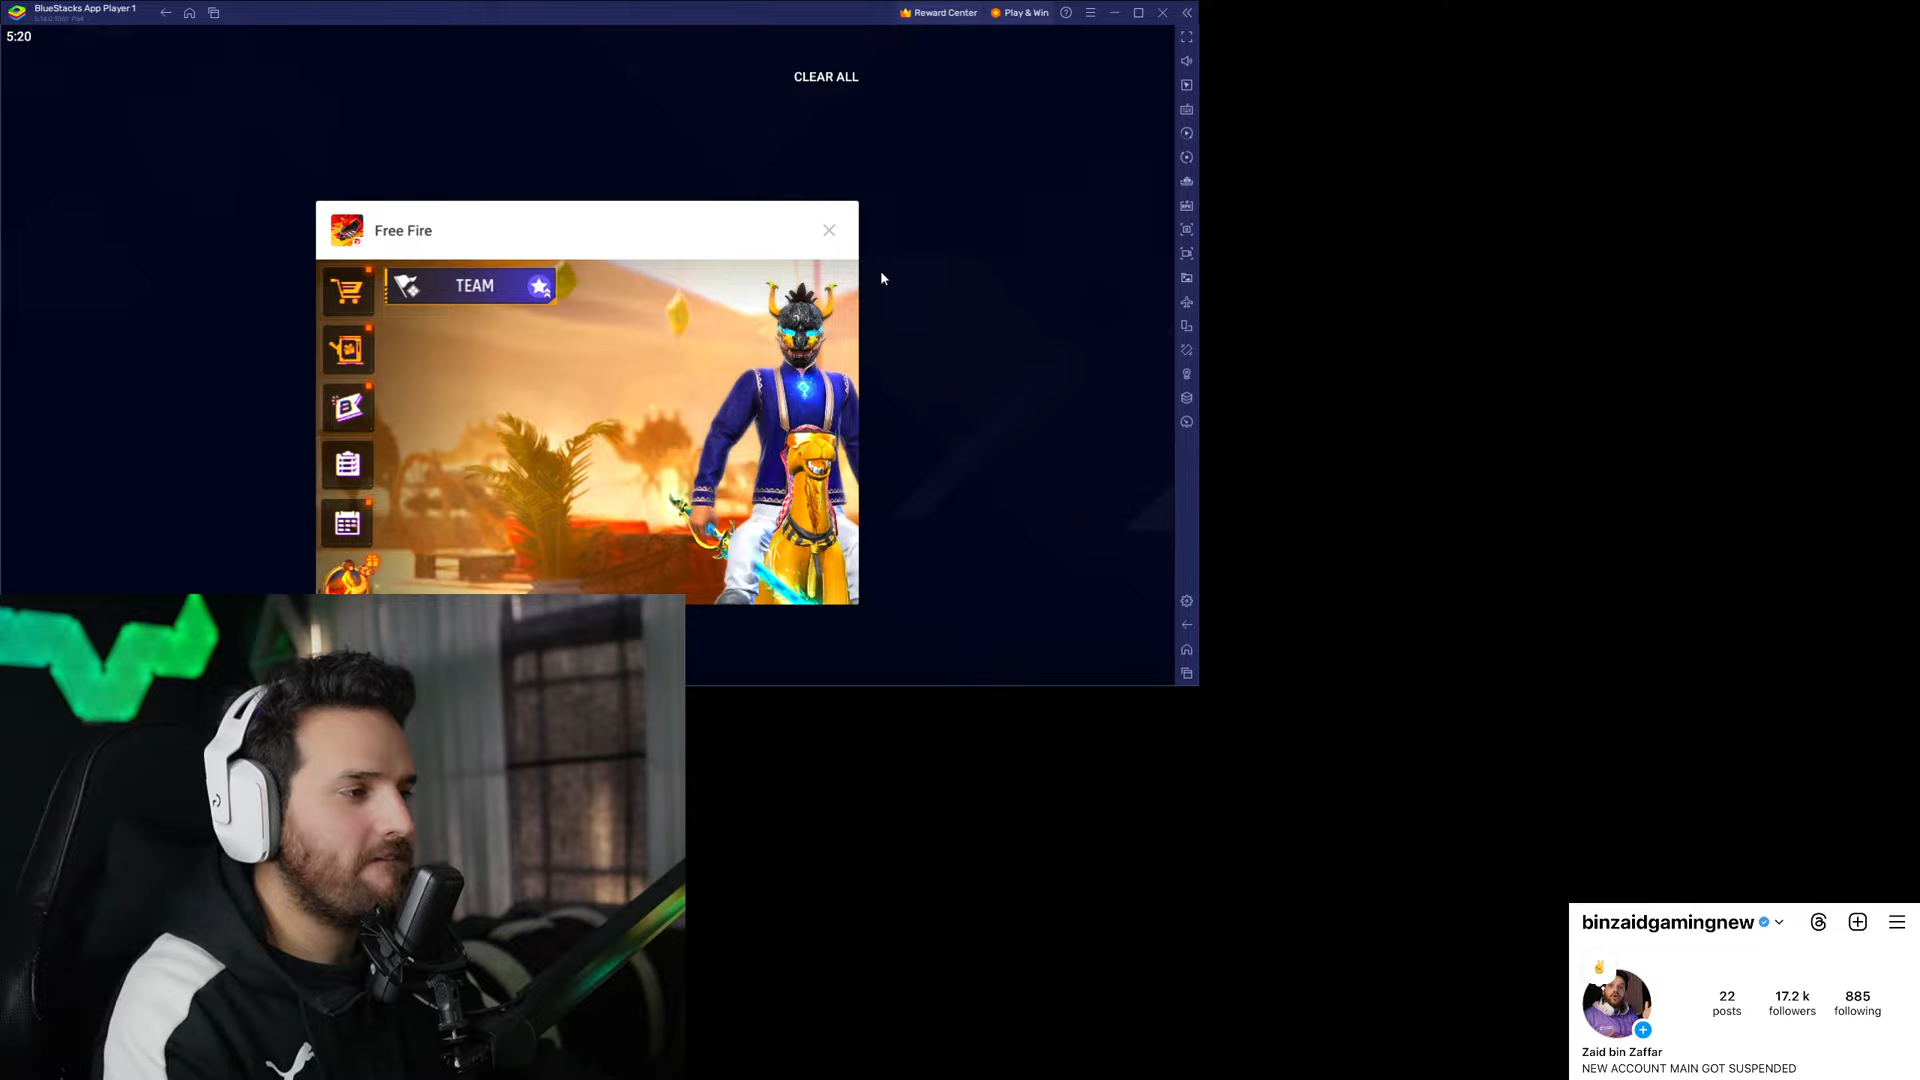 BlueStacks App Player 1
Reward Center
Play & Win
5:20
CLEAR ALL
Free Fire
TEAM
B
binzaidgamingnew
22
posts
17.2 k
followers
885
following
Zaid bin Zaffar
NEW ACCOUNT MAIN GOT SUSPENDED